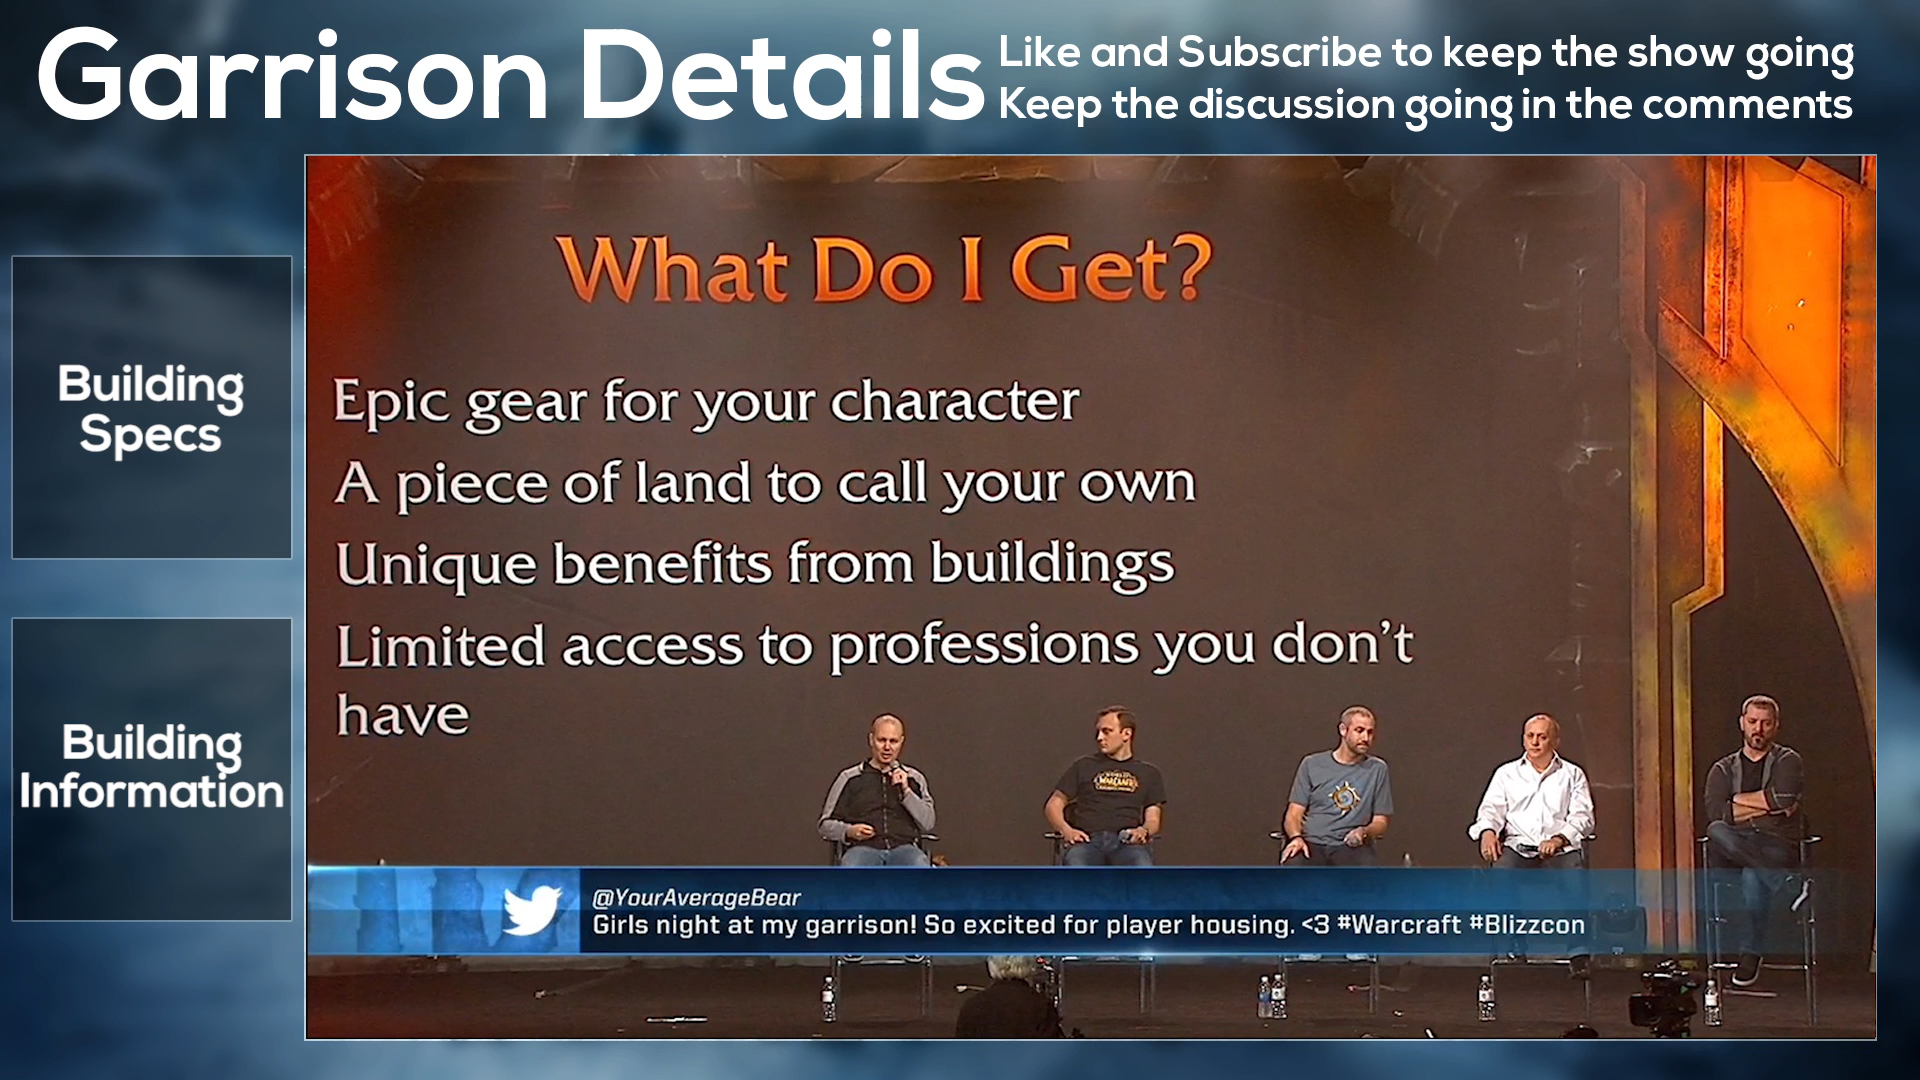 Garrison Details
Like and Subscribe to keep the show going
Keep the discussion going in the comments
Building
Specs
Building
Information
What Do I Get?
Epic gear for your character
A piece of land to call your own
Unique benefits from buildings
Limited access to professions you don't
have
WARCRAFT
@YourAverageBear
Girls night at my garrison! So excited for player housing. <3 #Warcraft #Blizzcon